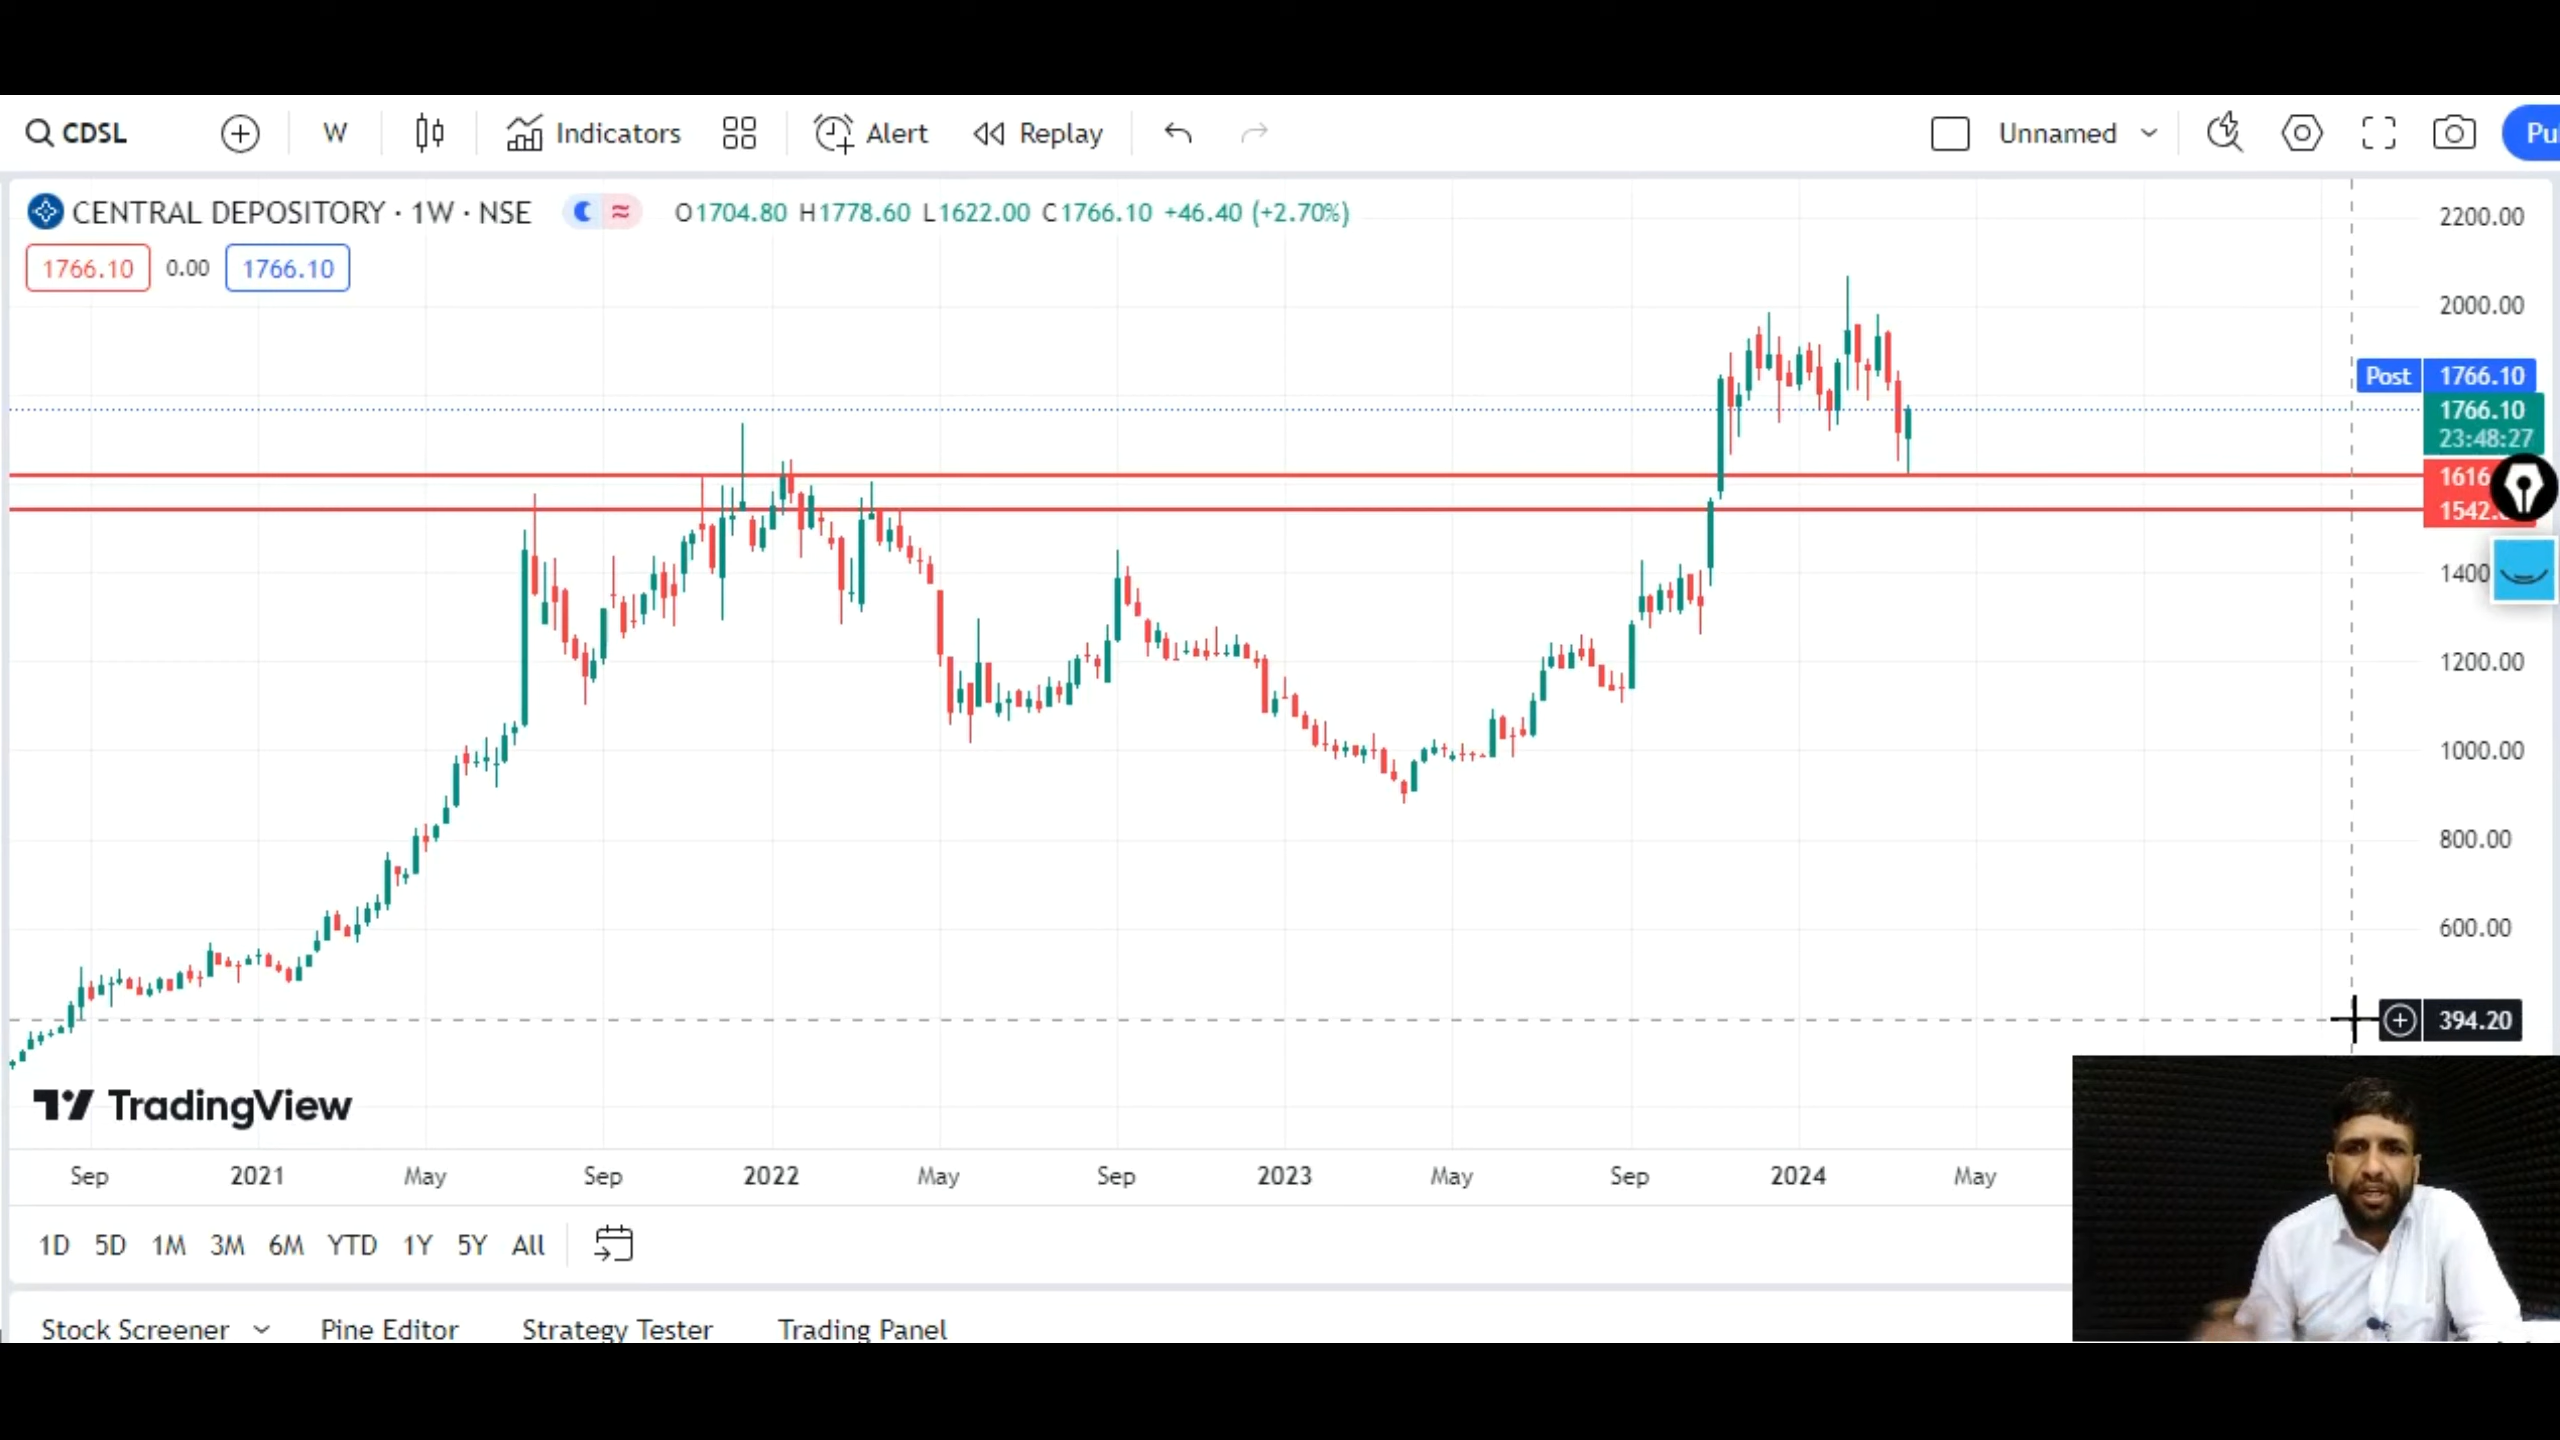 CDSL W Indicators Alert Replay Unnamed
CENTRAL DEPOSITORY · 1W · NSE O1704.80 H1778.60 L1622.00 C1766.10 +46.40 (+2.70%)
1766.10 0.00 1766.10
2200.00
2000.00
Post 1766.10
1766.10
23:48:27
1616
1542.
1400
1200.00
1000.00
800.00
600.00
394.20
TradingView
Sep 2021 May Sep 2022 May Sep 2023 May Sep 2024 May
1D 5D 1M 3M 6M YTD 1Y 5Y All
Stock Screener Pine Editor Strategy Tester Trading Panel